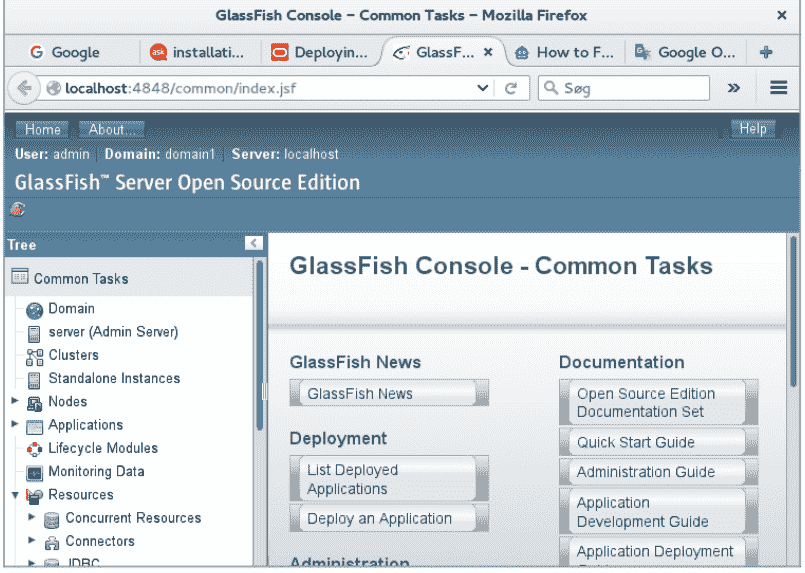 GlassFish Console – Common Tasks – Mozilla Firefox
Google
installati...
Deployin...
GlassF...
How to F...
Google O...
localhost:4848/common/index.jsf
Søg
Home
About...
Help
User: admin Domain: domain1 Server: localhost
GlassFish™ Server Open Source Edition
Tree
Common Tasks
Domain
server (Admin Server)
Clusters
Standalone Instances
Nodes
Applications
Lifecycle Modules
Monitoring Data
Resources
Concurrent Resources
Connectors
JDBC
GlassFish Console - Common Tasks
GlassFish News
GlassFish News
Deployment
List Deployed
Applications
Deploy an Application
Administration
Documentation
Open Source Edition
Documentation Set
Quick Start Guide
Administration Guide
Application
Development Guide
Application Deployment